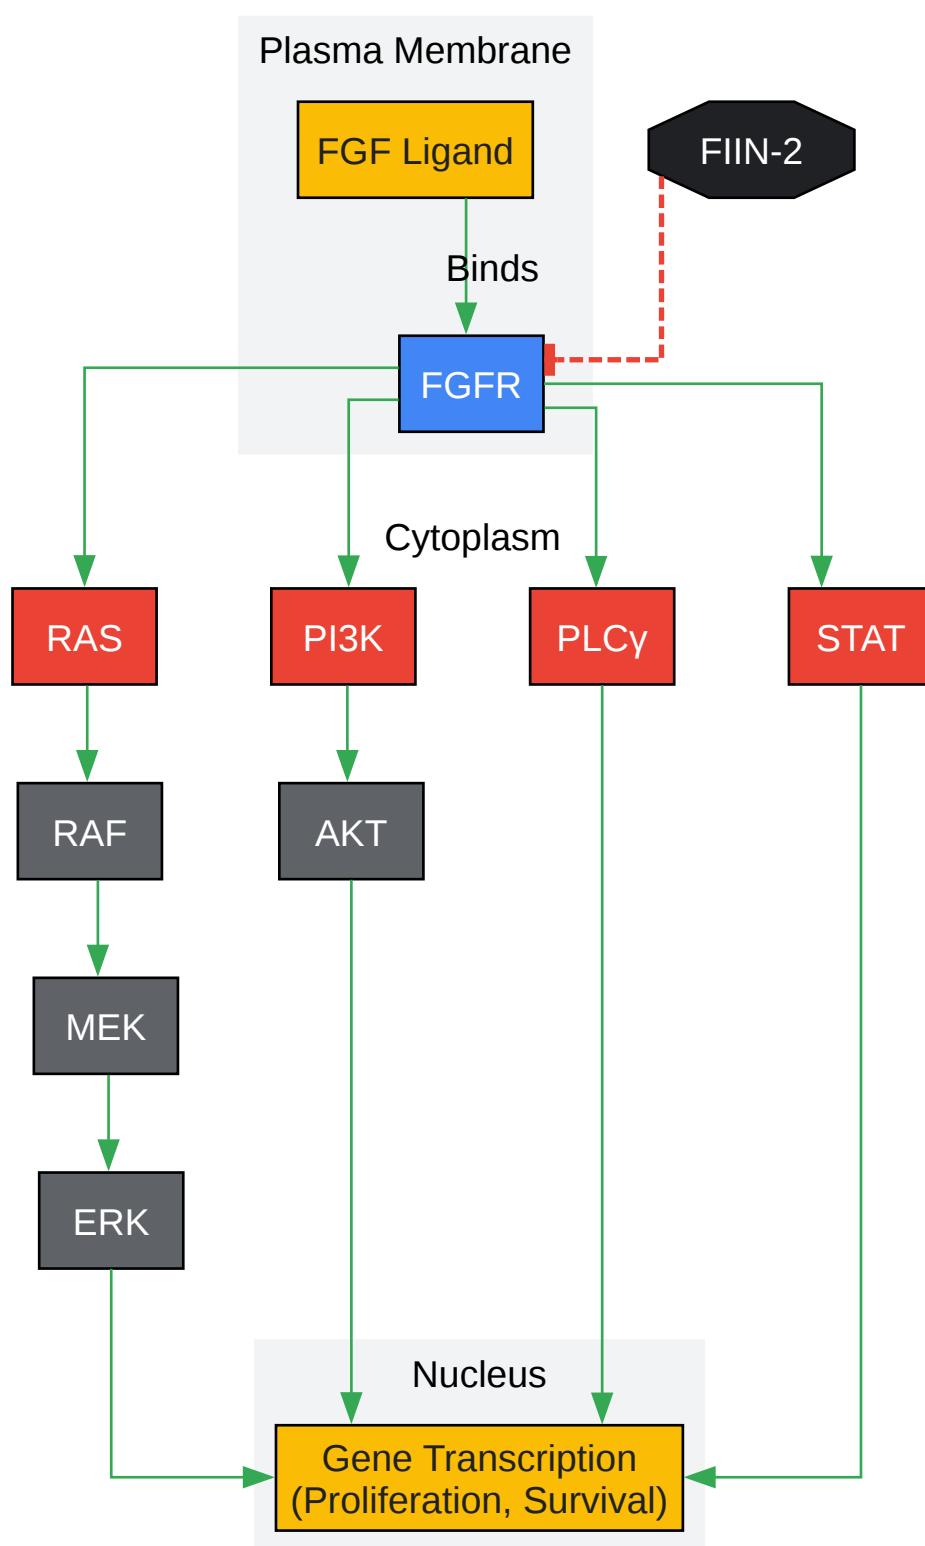 Plasma Membrane
FGF Ligand
FIIN-2
Binds
FGFR
Cytoplasm
RAS
PI3K
PLCγ
STAT
RAF
AKT
MEK
ERK
Nucleus
Gene Transcription
(Proliferation, Survival)